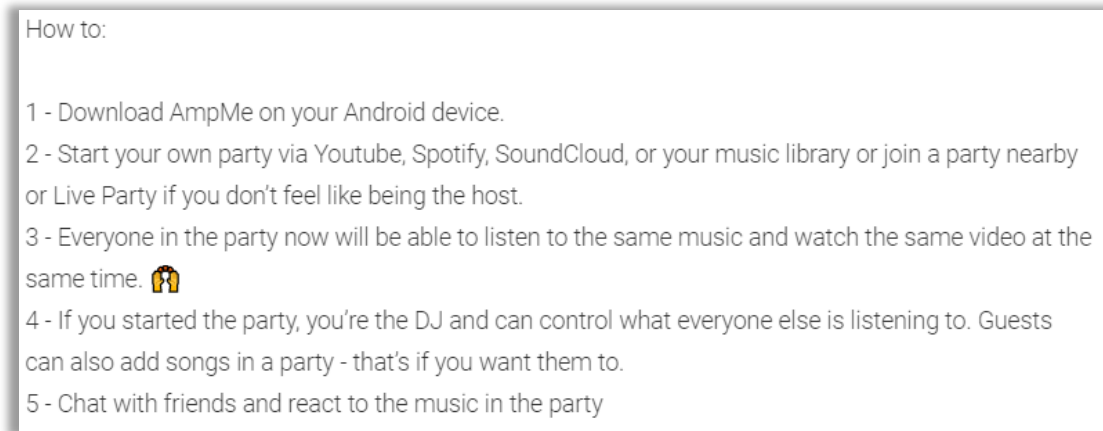 How to:
1 - Download AmpMe on your Android device.
2 - Start your own party via Youtube, Spotify, SoundCloud, or your music library or join a party nearby
or Live Party if you don’t feel like being the host.
3 - Everyone in the party now will be able to listen to the same music and watch the same video at the
same time. 🙌
4 - If you started the party, you’re the DJ and can control what everyone else is listening to. Guests
can also add songs in a party - that’s if you want them to.
5 - Chat with friends and react to the music in the party